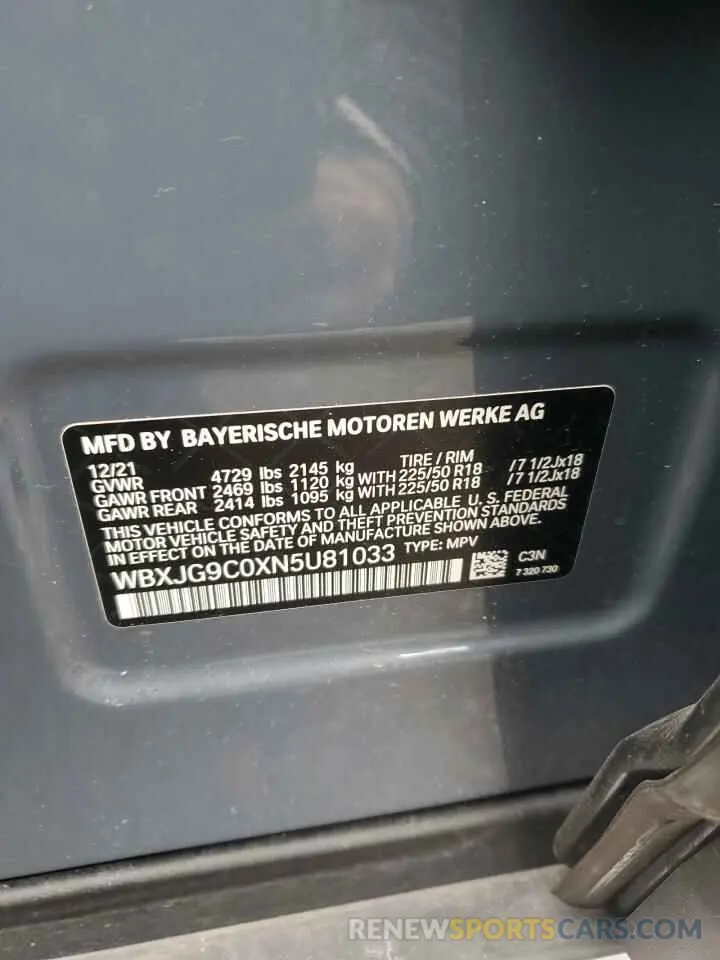 MFD BY BAYERISCHE MOTOREN WERKE AG
12/21 TIRE / RIM
GVWR 4729 lbs 2145 kg
GAWR FRONT 2469 lbs 1120 kg WITH 225/50 R18 / 7 1/2Jx18
GAWR REAR 2414 lbs 1095 kg WITH 225/50 R18 / 7 1/2Jx18
THIS VEHICLE CONFORMS TO ALL APPLICABLE U. S. FEDERAL
MOTOR VEHICLE SAFETY AND THEFT PREVENTION STANDARDS
IN EFFECT ON THE DATE OF MANUFACTURE SHOWN ABOVE.
WBXJG9C0XN5U81033 TYPE: MPV
C3N
7 320 730
RENEWSPORTSCARS.COM